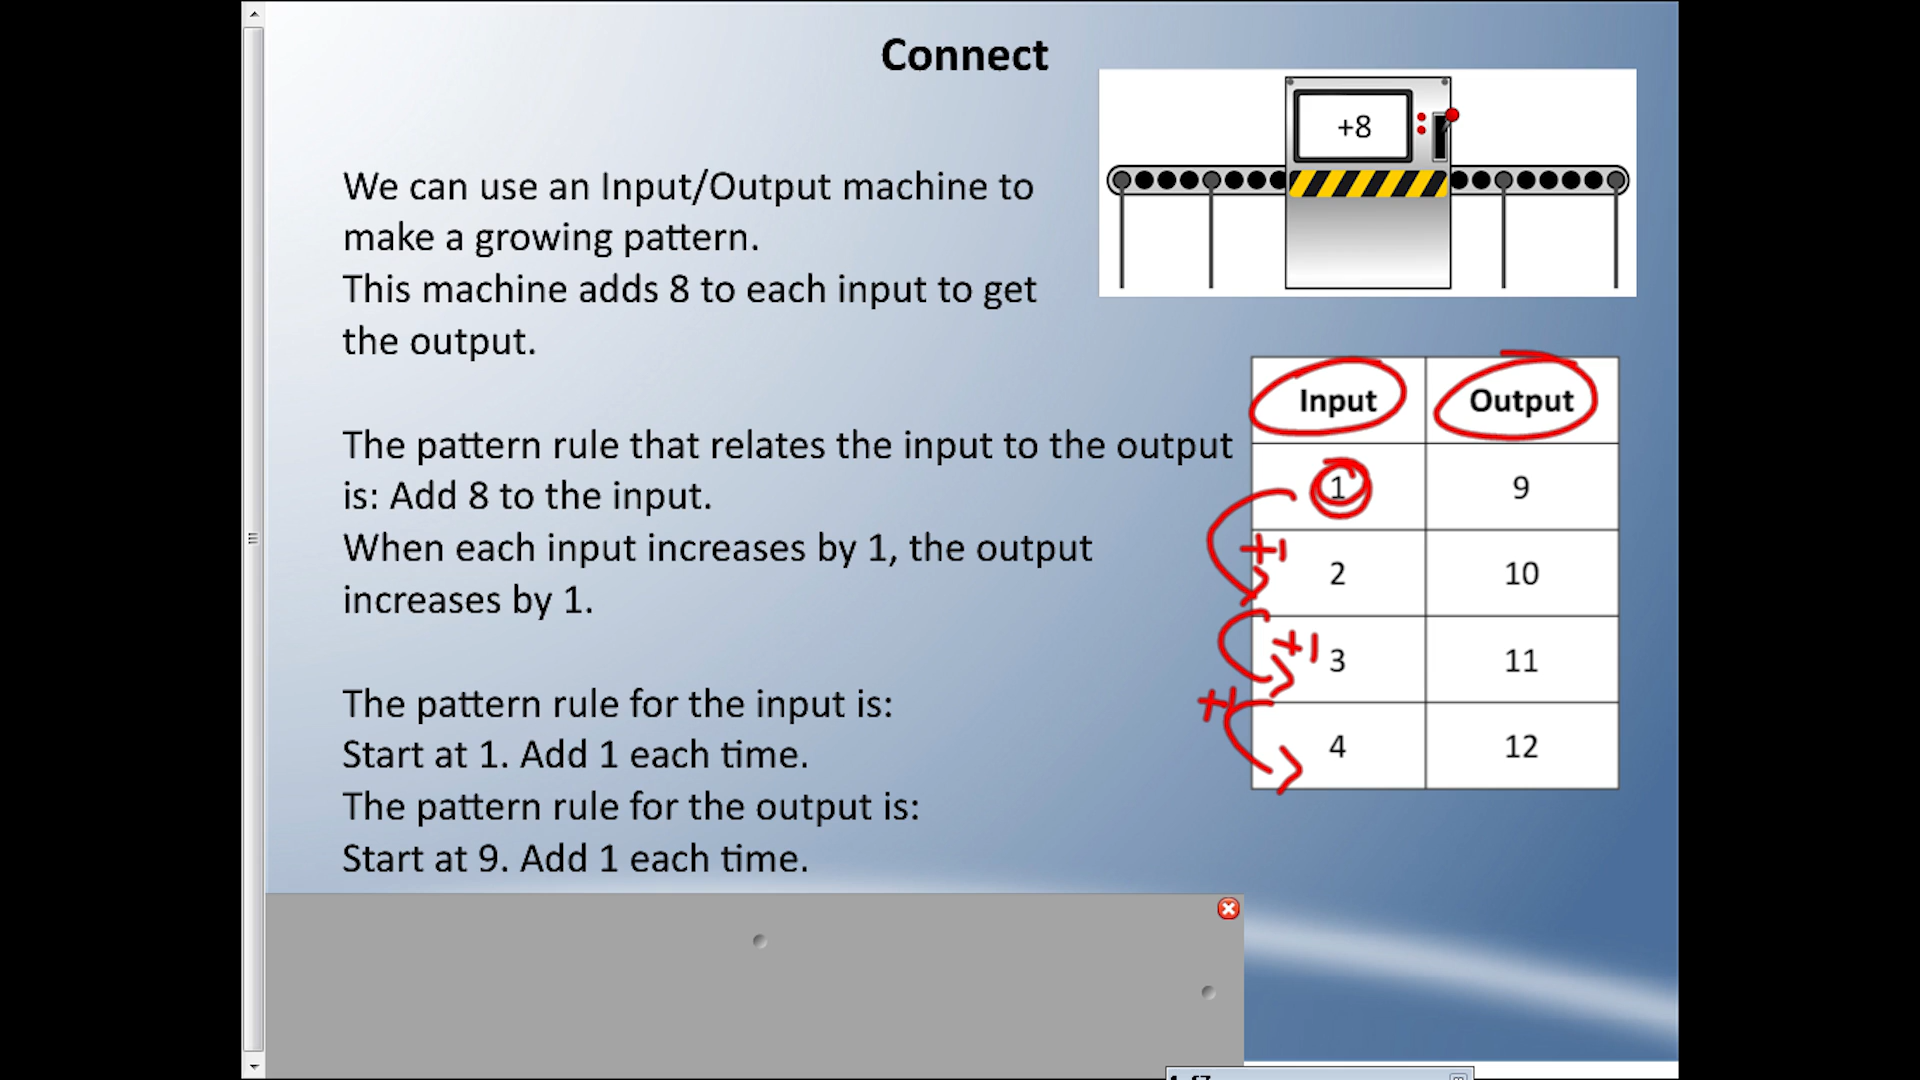 Connect
+8
We can use an Input/Output machine to
make a growing pattern.
This machine adds 8 to each input to get
the output.
The pattern rule that relates the input to the output
is: Add 8 to the input.
When each input increases by 1, the output
increases by 1.
The pattern rule for the input is:
Start at 1. Add 1 each time.
The pattern rule for the output is:
Start at 9. Add 1 each time.
Input Output
1 9
+1
2 10
+1
3 11
+1
4 12